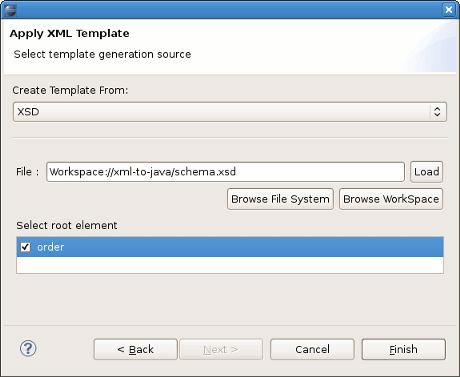 Apply XML Template
Select template generation source
Create Template From:
XSD
File : Workspace://xml-to-java/schema.xsd Load
Browse File System Browse WorkSpace
Select root element
order
? < Back Next > Cancel Finish